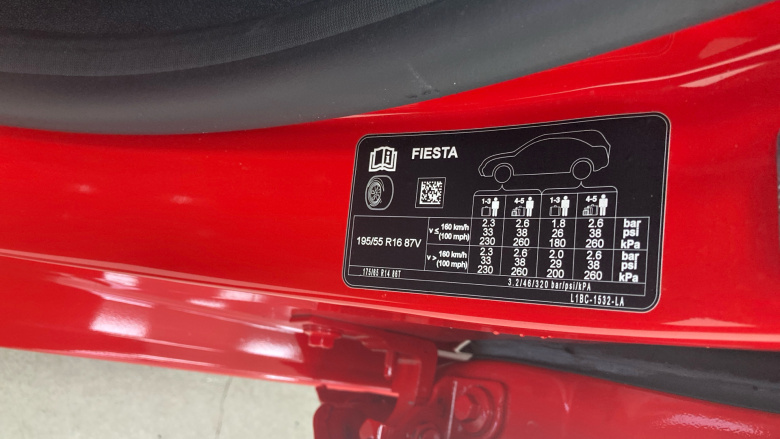 FIESTA
1-3 4-5 1-3 4-5
195/55 R16 87V
v ≤ 160 km/h (100 mph)
2.3 2.6 1.8 2.6 bar
33 38 26 38 psi
230 260 180 260 kPa
v > 160 km/h (100 mph)
2.3 2.6 2.0 2.6 bar
33 38 29 38 psi
230 260 200 260 kPa
175/65 R14 86T 3.2/46/320 bar/psi/kPA
L1BC-1532-LA